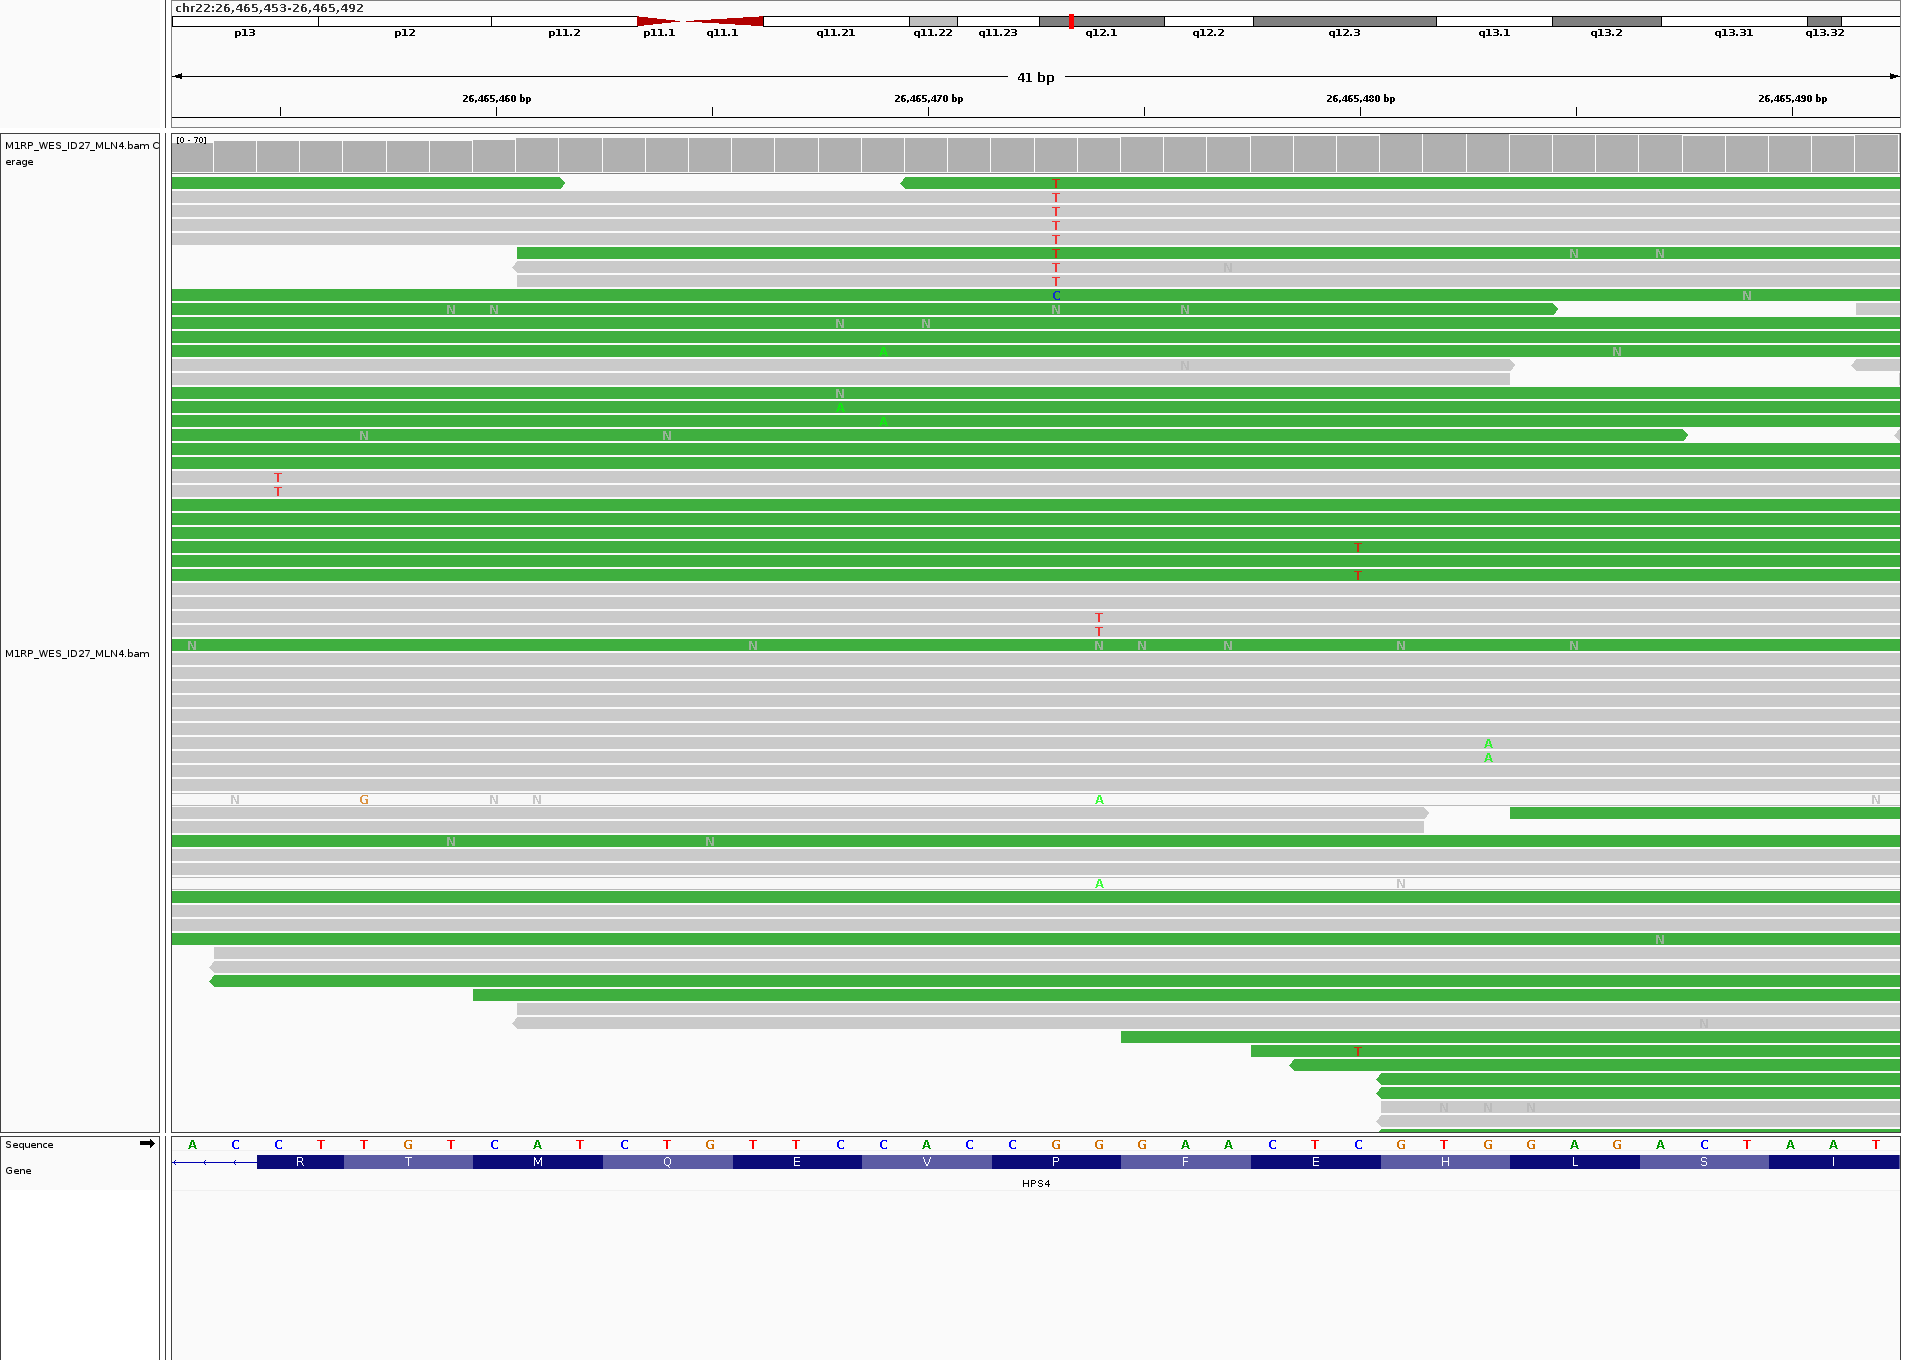 chr22:26,465,453-26,465,492
p13 p12 p11.2 p11.1 q11.1 q11.21 q11.22 q11.23 q12.1 q12.2 q12.3 q13.1 q13.2 q13.31 q13.32
41 bp
26,465,460 bp 26,465,470 bp 26,465,480 bp 26,465,490 bp
M1RP_WES_ID27_MLN4.bam C
erage
[0 - 70]
T
T
T
T
T
T N N
T N
T
C N
N N N N
N N
A N
N
N
A
A
N N
T
T
T
T
T
T
N N N N N N N
M1RP_WES_ID27_MLN4.bam
A
A
N G N N A N
N N
A N
N
N
T
N N N
Sequence A C C T T G T C A T C T G T T C C A C C G G G A A C T C G T G G A G A C T A A T
Gene R T M Q E V P F E H L S I
HPS4